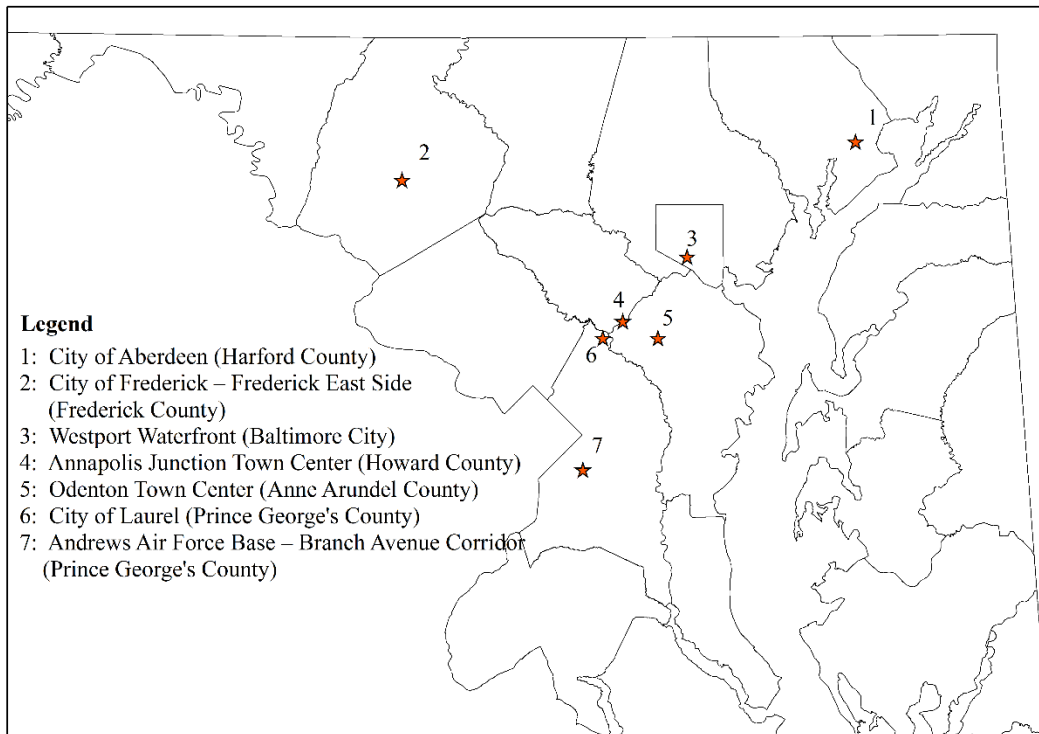 1
2
3
4
5
6
7
Legend
1: City of Aberdeen (Harford County)
2: City of Frederick – Frederick East Side
(Frederick County)
3: Westport Waterfront (Baltimore City)
4: Annapolis Junction Town Center (Howard County)
5: Odenton Town Center (Anne Arundel County)
6: City of Laurel (Prince George's County)
7: Andrews Air Force Base – Branch Avenue Corridor
(Prince George's County)